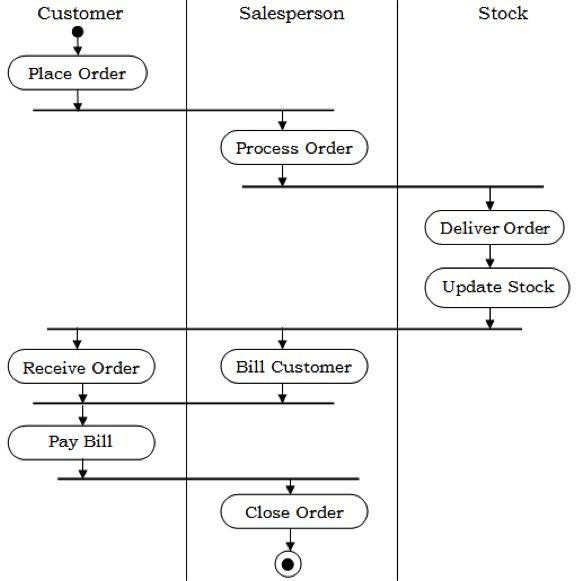 Customer
Salesperson
Stock
Place Order
Process Order
Deliver Order
Update Stock
Receive Order
Bill Customer
Pay Bill
Close Order